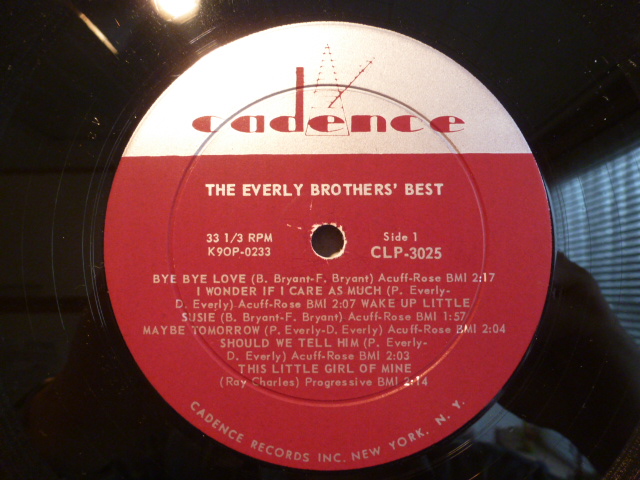 cadence
THE EVERLY BROTHERS' BEST
33 1/3 RPM Side 1
K9OP-0233 CLP-3025
BYE BYE LOVE (B. Bryant-F. Bryant) Acuff-Rose BMI 2:17
I WONDER IF I CARE AS MUCH (P. Everly-
D. Everly) Acuff-Rose BMI 2:07 WAKE UP LITTLE
SUSIE (B. Bryant-F. Bryant) Acuff-Rose BMI 1:57
MAYBE TOMORROW (P. Everly-D. Everly) Acuff-Rose BMI 2:04
SHOULD WE TELL HIM (P. Everly-
D. Everly) Acuff-Rose BMI 2:03
THIS LITTLE GIRL OF MINE
(Ray Charles) Progressive BMI 2:14
CADENCE RECORDS INC. NEW YORK, N. Y.